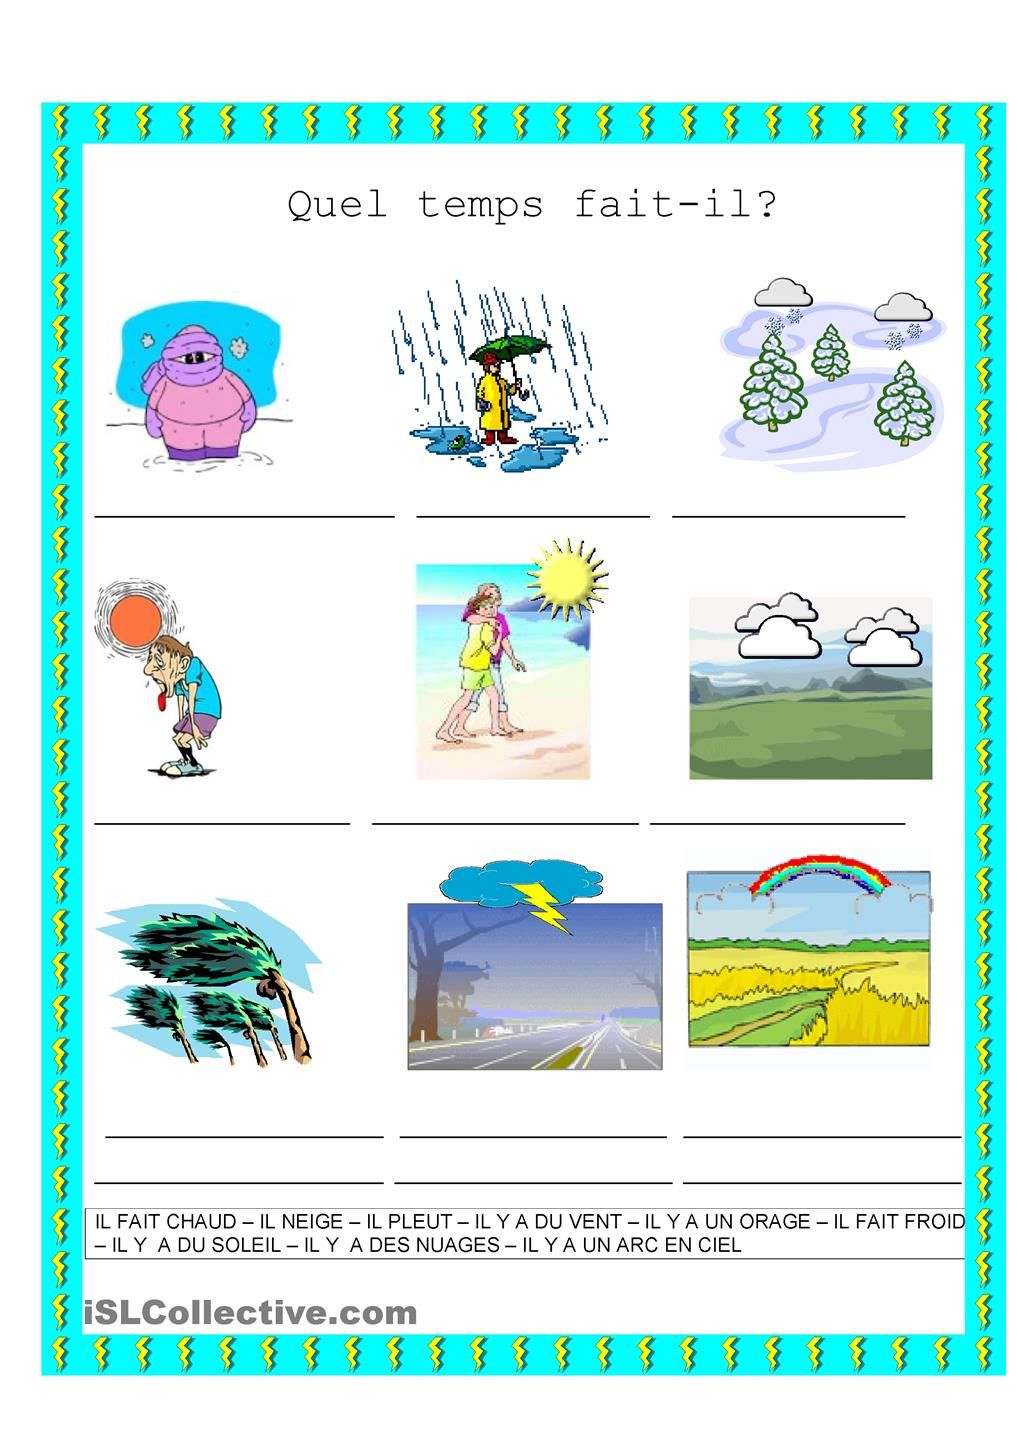 Quel temps fait-il?
IL FAIT CHAUD – IL NEIGE – IL PLEUT – IL Y A DU VENT – IL Y A UN ORAGE – IL FAIT FROID
– IL Y  A DU SOLEIL – IL Y  A DES NUAGES – IL Y A UN ARC EN CIEL
iSLCollective.com